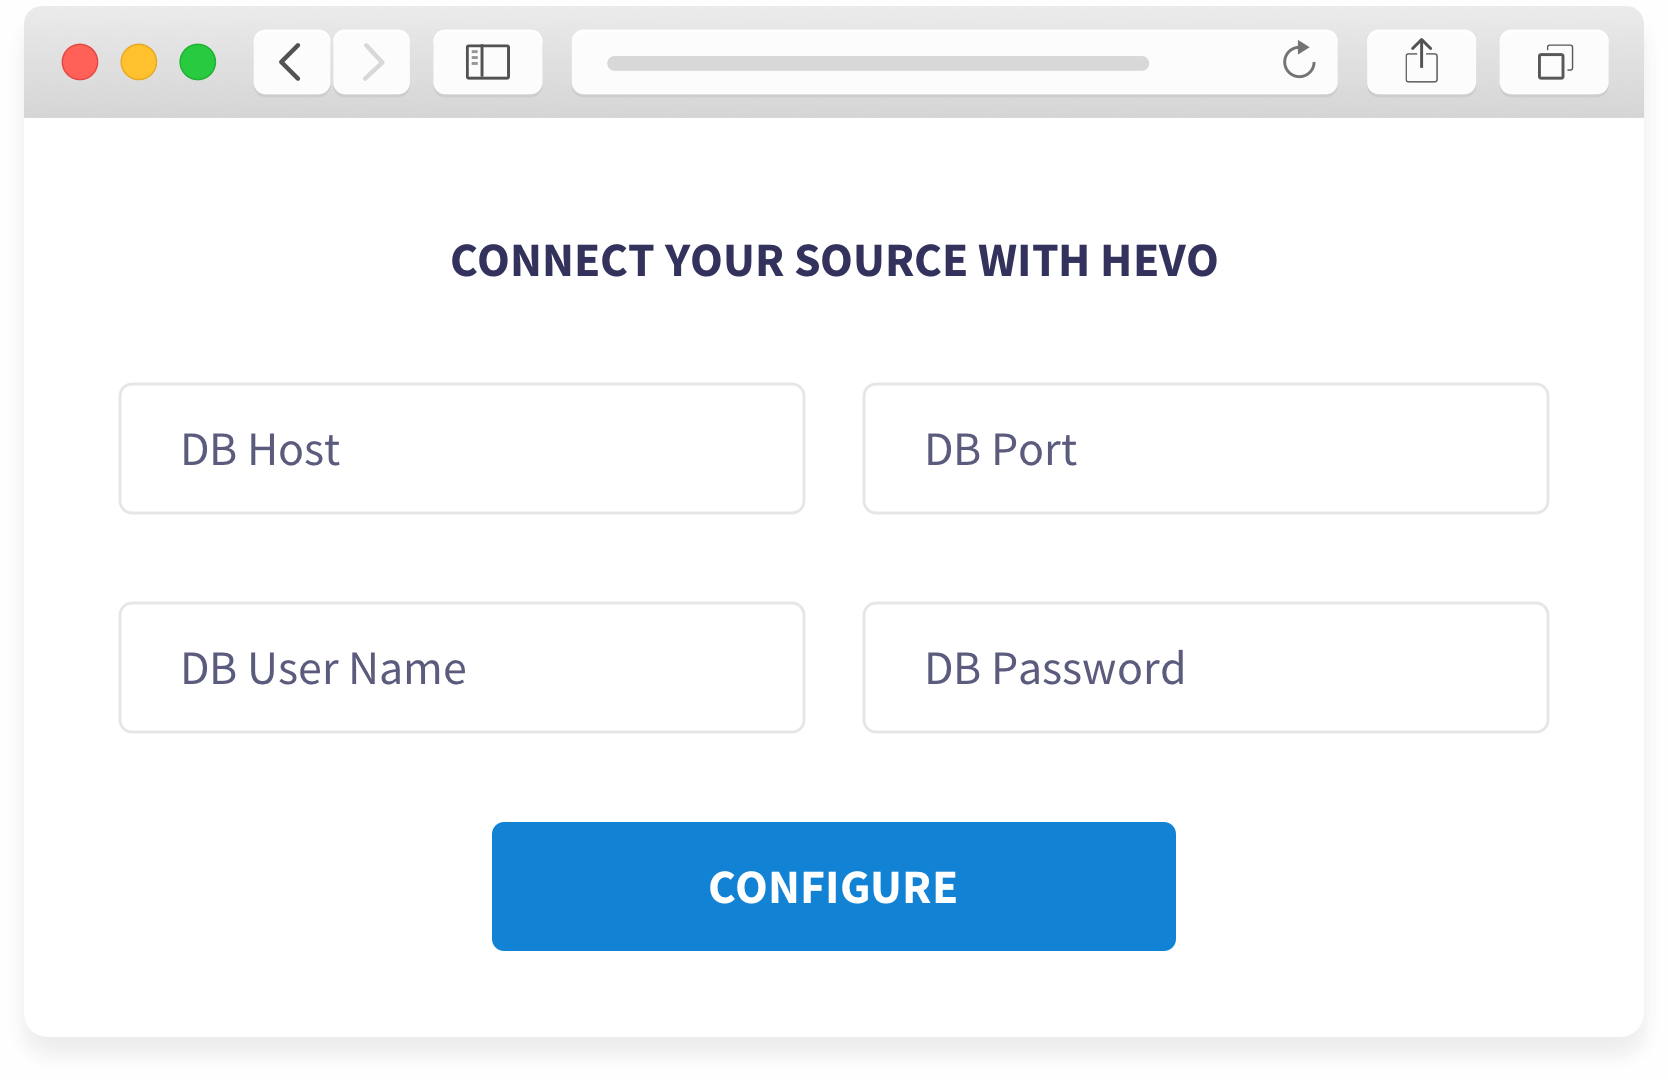 CONNECT YOUR SOURCE WITH HEVO
DB Host
DB Port
DB User Name
DB Password
CONFIGURE